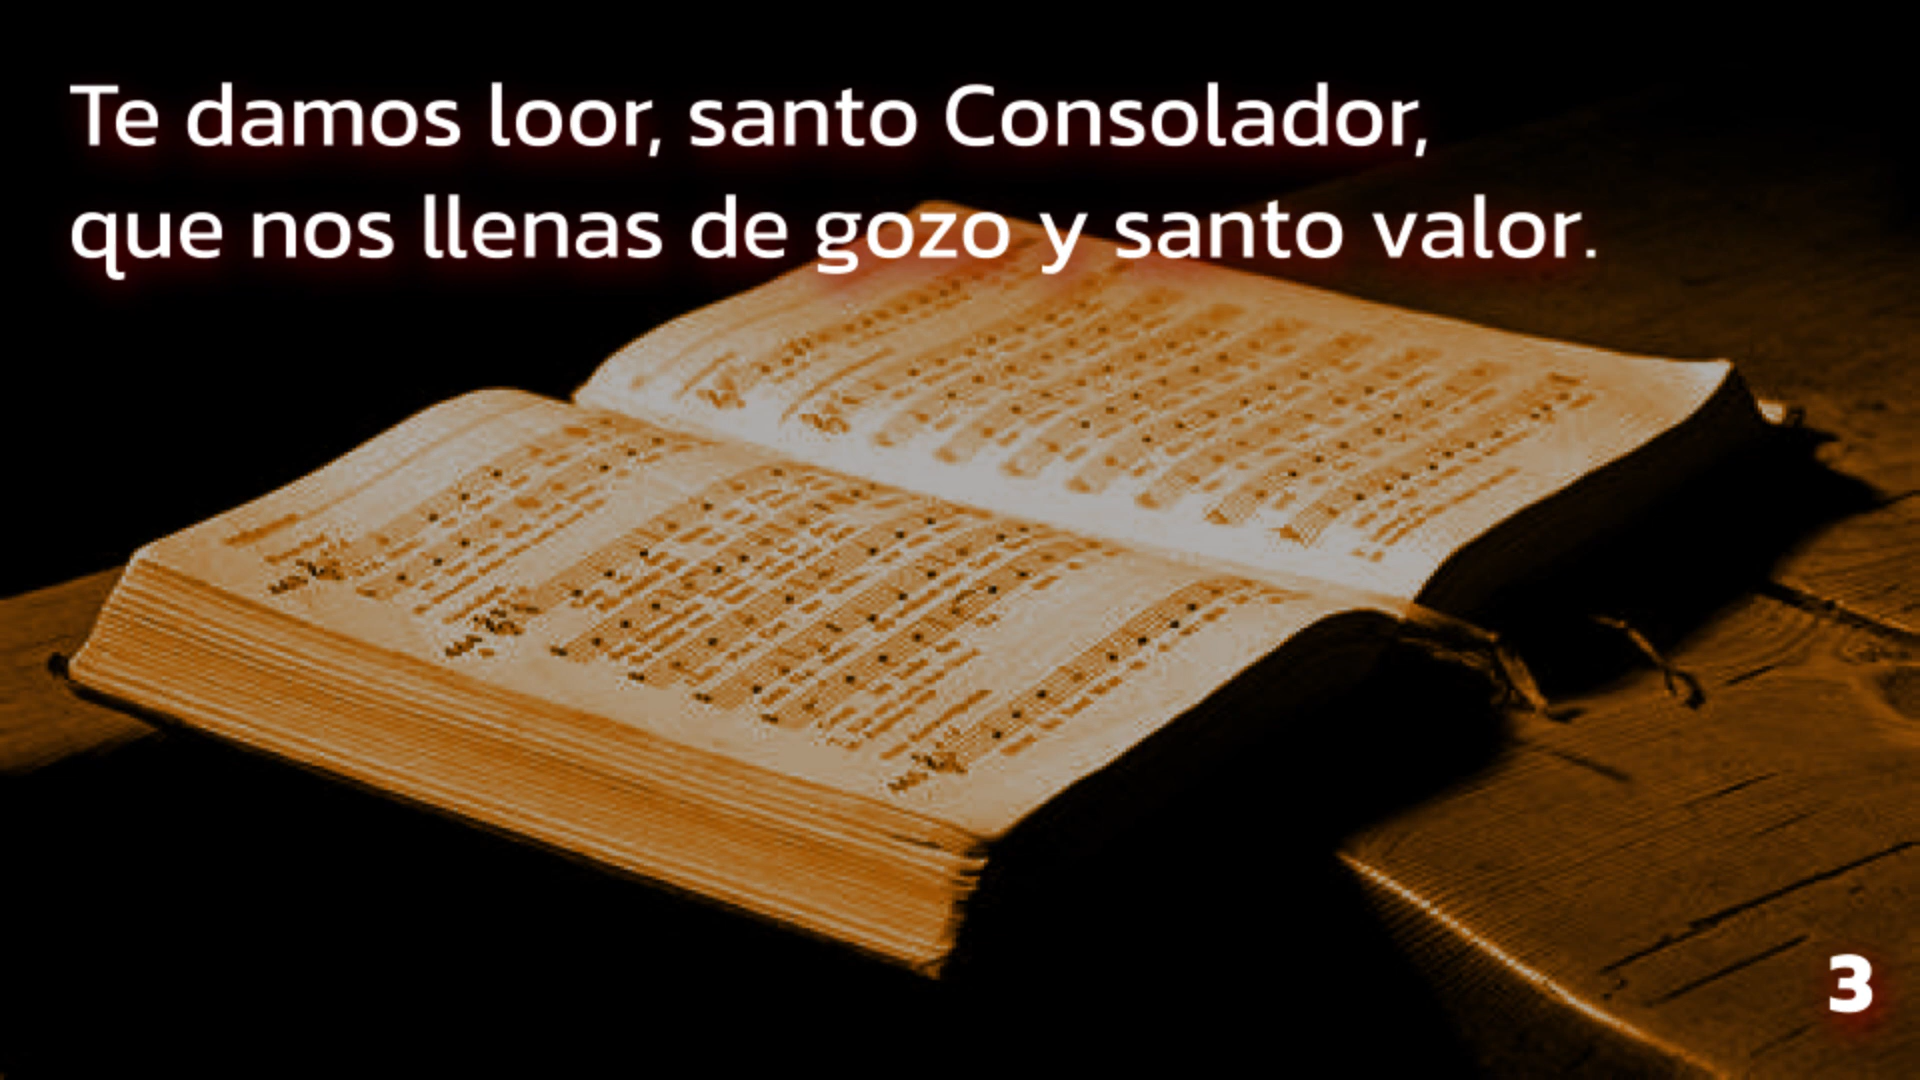 Te damos loor, santo Consolador,
que nos llenas de gozo y santo valor.
3